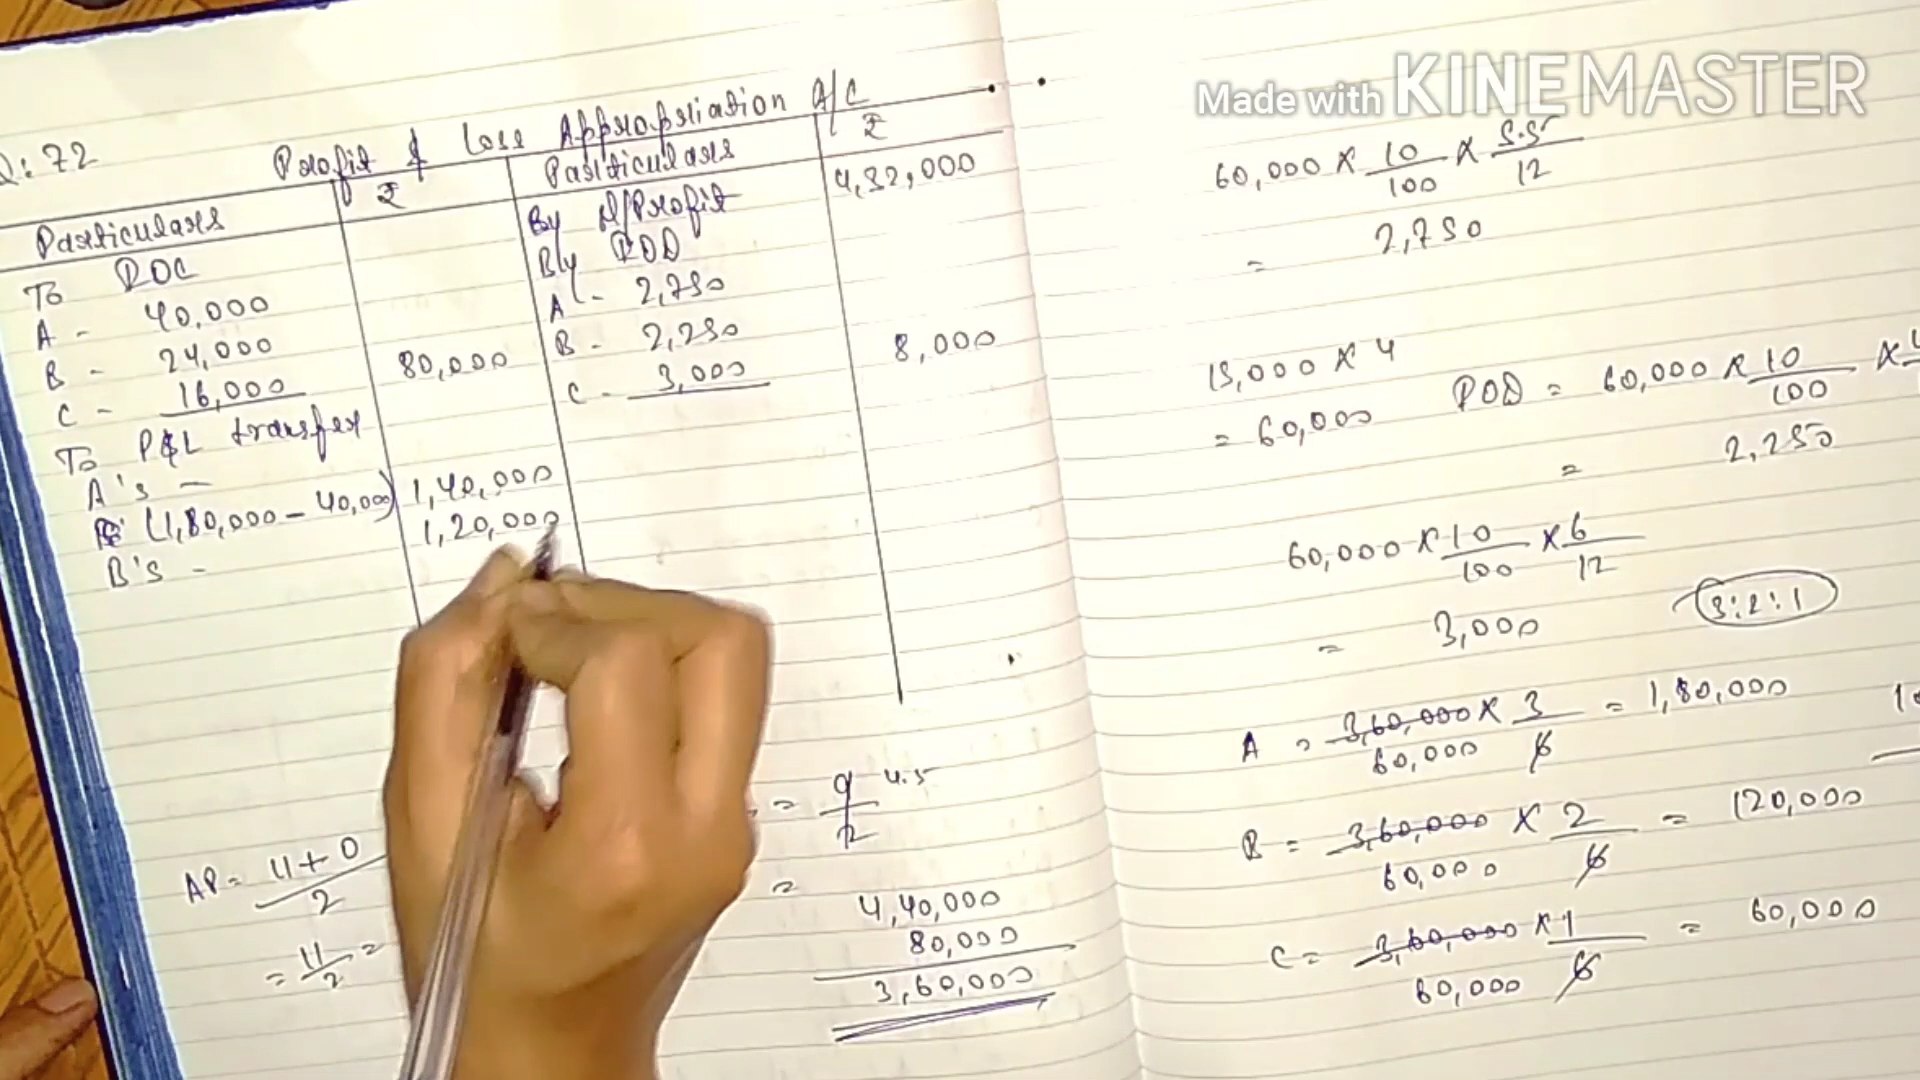 Made with KINEMASTER
Q:72
Profit & Loss Appropriation A/C
Particulars ₹ Particulars ₹
To IOC By N/Profit 4,32,000
A - 40,000 By IOD
B - 24,000 A - 2,750
C - 16,000 80,000 B - 2,250
To P&L transfer C - 3,000 8,000
A's -
(1,80,000 - 40,000) 1,40,000
B's - 1,20,000
AP = 11+0
2
= 11 =
2
= 9 4.5
2
=
4,40,000
80,000
3,60,000
60,000 × 10 × 5.5
100 12
= 2,750
15,000 × 4
= 60,000
IOD = 60,000 × 10 ×
100
= 2,250
60,000 × 10 × 6
100 12
= 3,000
3:2:1
A = 3,60,000 × 3 = 1,80,000
60,000 6
B = 3,60,000 × 2 = 120,000
60,000 6
C = 3,60,000 × 1 = 60,000
60,000 6